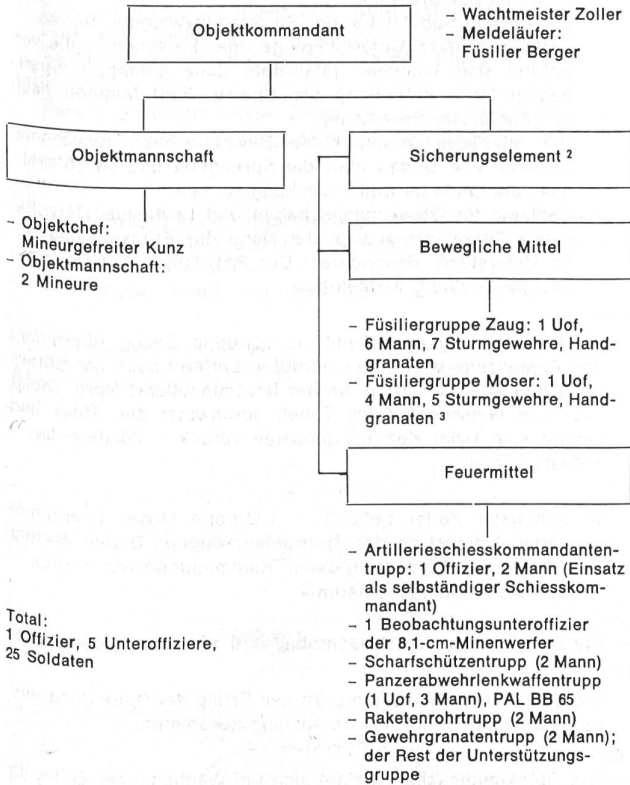 Objektkommandant
– Wachtmeister Zoller
– Meldeläufer:
Füsilier Berger
Objektmannschaft
Sicherungselement ²
– Objektchef:
Mineurgefreiter Kunz
– Objektmannschaft:
2 Mineure
Bewegliche Mittel
– Füsiliergruppe Zaug: 1 Uof,
6 Mann, 7 Sturmgewehre, Hand-
granaten
– Füsiliergruppe Moser: 1 Uof,
4 Mann, 5 Sturmgewehre, Hand-
granaten ³
Feuermittel
– Artillerieschiesskommandanten-
trupp: 1 Offizier, 2 Mann (Einsatz
als selbständiger Schiesskom-
mandant)
– 1 Beobachtungsunteroffizier
der 8,1-cm-Minenwerfer
– Scharfschützentrupp (2 Mann)
– Panzerabwehrlenkwaffentrupp
(1 Uof, 3 Mann), PAL BB 65
– Raketenrohrtrupp (2 Mann)
– Gewehrgranatentrupp (2 Mann);
der Rest der Unterstützungs-
gruppe
Total:
1 Offizier, 5 Unteroffiziere,
25 Soldaten